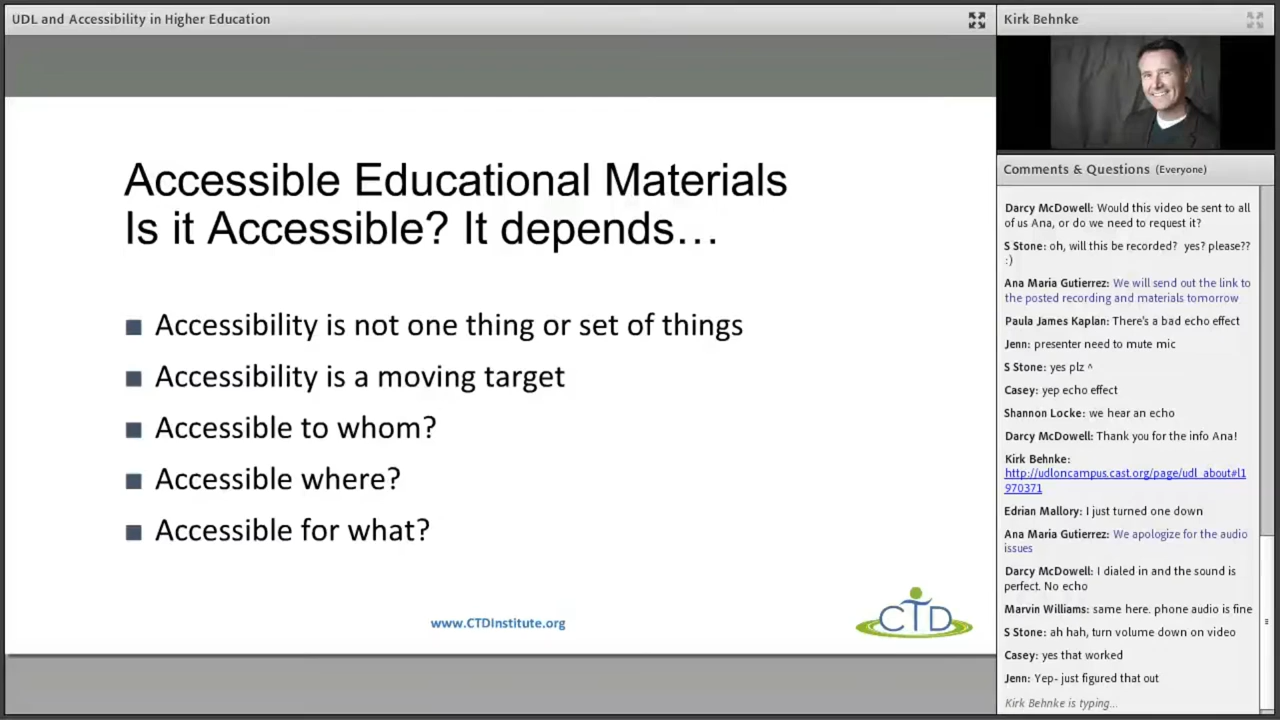 UDL and Accessibility in Higher Education
Accessible Educational Materials
Is it Accessible? It depends…
Accessibility is not one thing or set of things
Accessibility is a moving target
Accessible to whom?
Accessible where?
Accessible for what?
www.CTDInstitute.org
CTD
Kirk Behnke
Comments & Questions (Everyone)
Darcy McDowell: Would this video be sent to all
of us Ana, or do we need to request it?
S Stone: oh, will this be recorded?  yes? please??
:)
Ana Maria Gutierrez: We will send out the link to
the posted recording and materials tomorrow
Paula James Kaplan: There's a bad echo effect
Jenn: presenter need to mute mic
S Stone: yes plz ^
Casey: yep echo effect
Shannon Locke: we hear an echo
Darcy McDowell: Thank you for the info Ana!
Kirk Behnke:
http://udloncampus.cast.org/page/udl_about#l1
970371
Edrian Mallory: I just turned one down
Ana Maria Gutierrez: We apologize for the audio
issues
Darcy McDowell: I dialed in and the sound is
perfect. No echo
Marvin Williams: same here. phone audio is fine
S Stone: ah hah, turn volume down on video
Casey: yes that worked
Jenn: Yep- just figured that out
Kirk Behnke is typing...